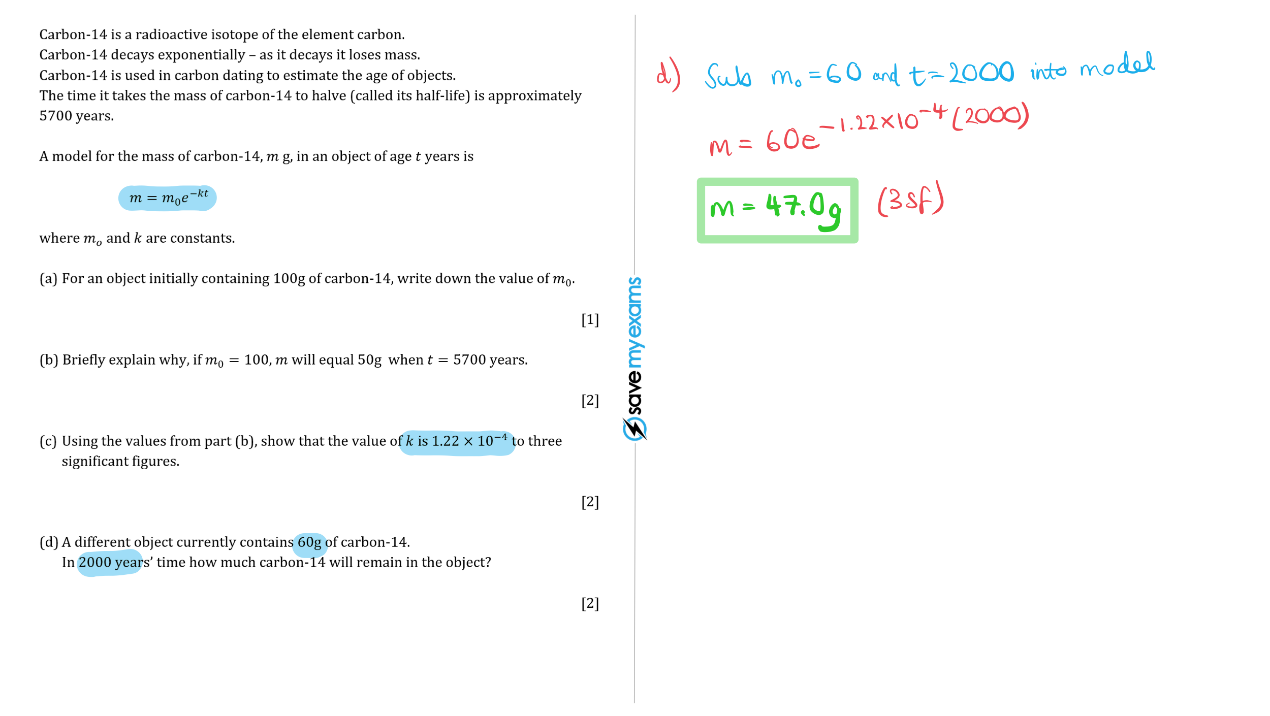 Carbon-14 is a radioactive isotope of the element carbon.
Carbon-14 decays exponentially – as it decays it loses mass.
Carbon-14 is used in carbon dating to estimate the age of objects.
The time it takes the mass of carbon-14 to halve (called its half-life) is approximately
5700 years.
A model for the mass of carbon-14, m g, in an object of age t years is
m = m₀e⁻ᵏᵗ
where mₒ and k are constants.
(a) For an object initially containing 100g of carbon-14, write down the value of m₀.
[1]
(b) Briefly explain why, if m₀ = 100, m will equal 50g when t = 5700 years.
[2]
(c) Using the values from part (b), show that the value of k is 1.22 × 10⁻⁴ to three
significant figures.
[2]
(d) A different object currently contains 60g of carbon-14.
In 2000 years’ time how much carbon-14 will remain in the object?
[2]
save my exams
d) Sub m₀ = 60 and t = 2000 into model
m = 60e^(-1.22×10⁻⁴(2000))
m = 47.0g (3sf)